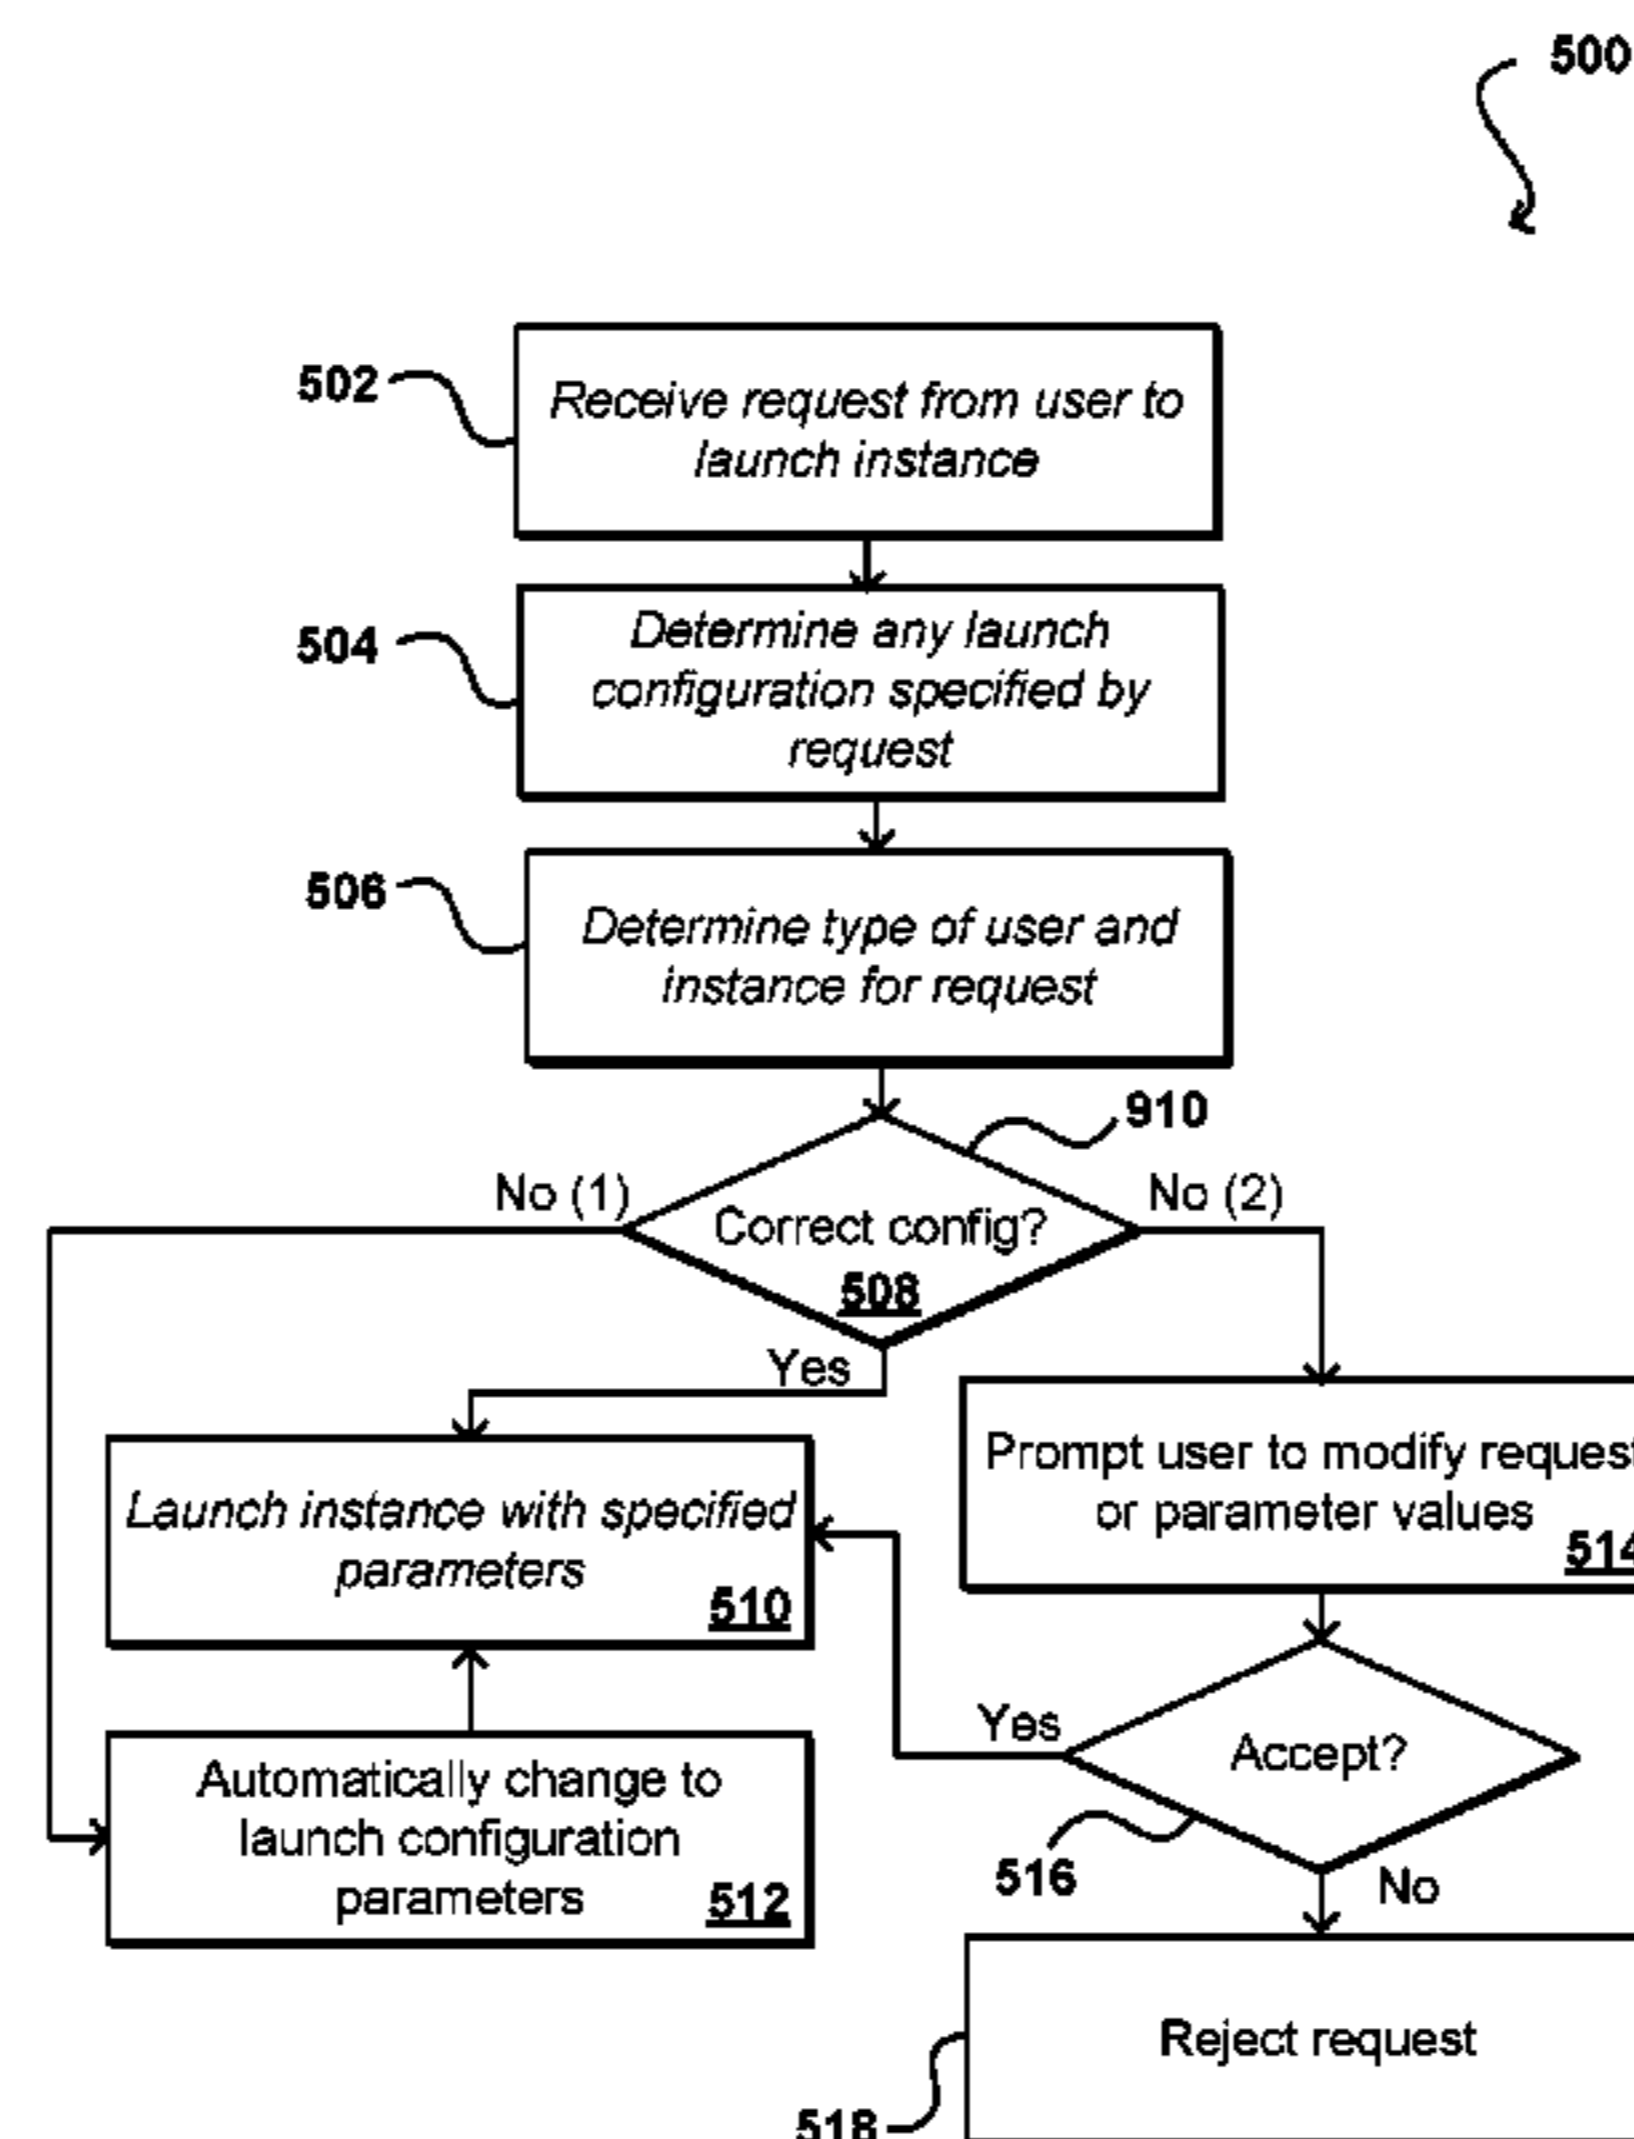 500
502
Receive request from user to
launch instance
504
Determine any launch
configuration specified by
request
506
Determine type of user and
instance for request
910
No (1)
No (2)
Correct config?
508
Yes
Launch instance with specified
parameters
510
Prompt user to modify request
or parameter values
514
Automatically change to
launch configuration
parameters
512
Yes
Accept?
516
No
Reject request
518